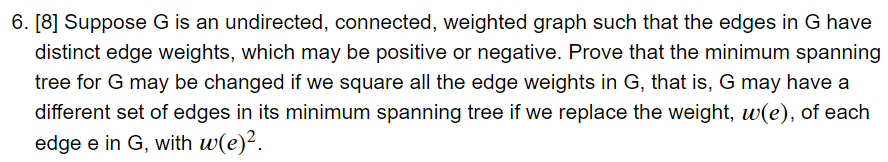 6. [8] Suppose G is an undirected, connected, weighted graph such that the edges in G have
distinct edge weights, which may be positive or negative. Prove that the minimum spanning
tree for G may be changed if we square all the edge weights in G, that is, G may have a
different set of edges in its minimum spanning tree if we replace the weight, w(e), of each
edge e in G, with w(e)².